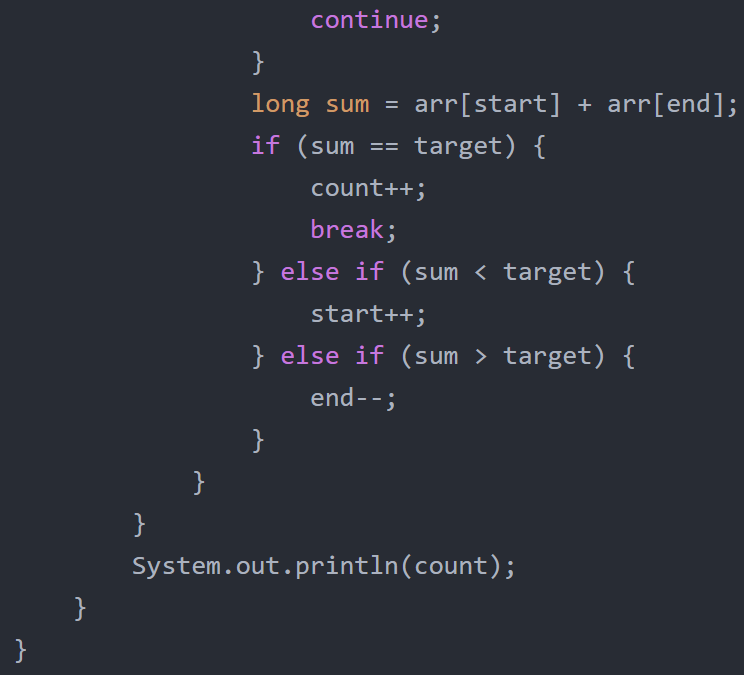 continue;
}
long sum = arr[start] + arr[end];
if (sum == target) {
count++;
break;
} else if (sum < target) {
start++;
} else if (sum > target) {
end--;
}
}
}
System.out.println(count);
}
}